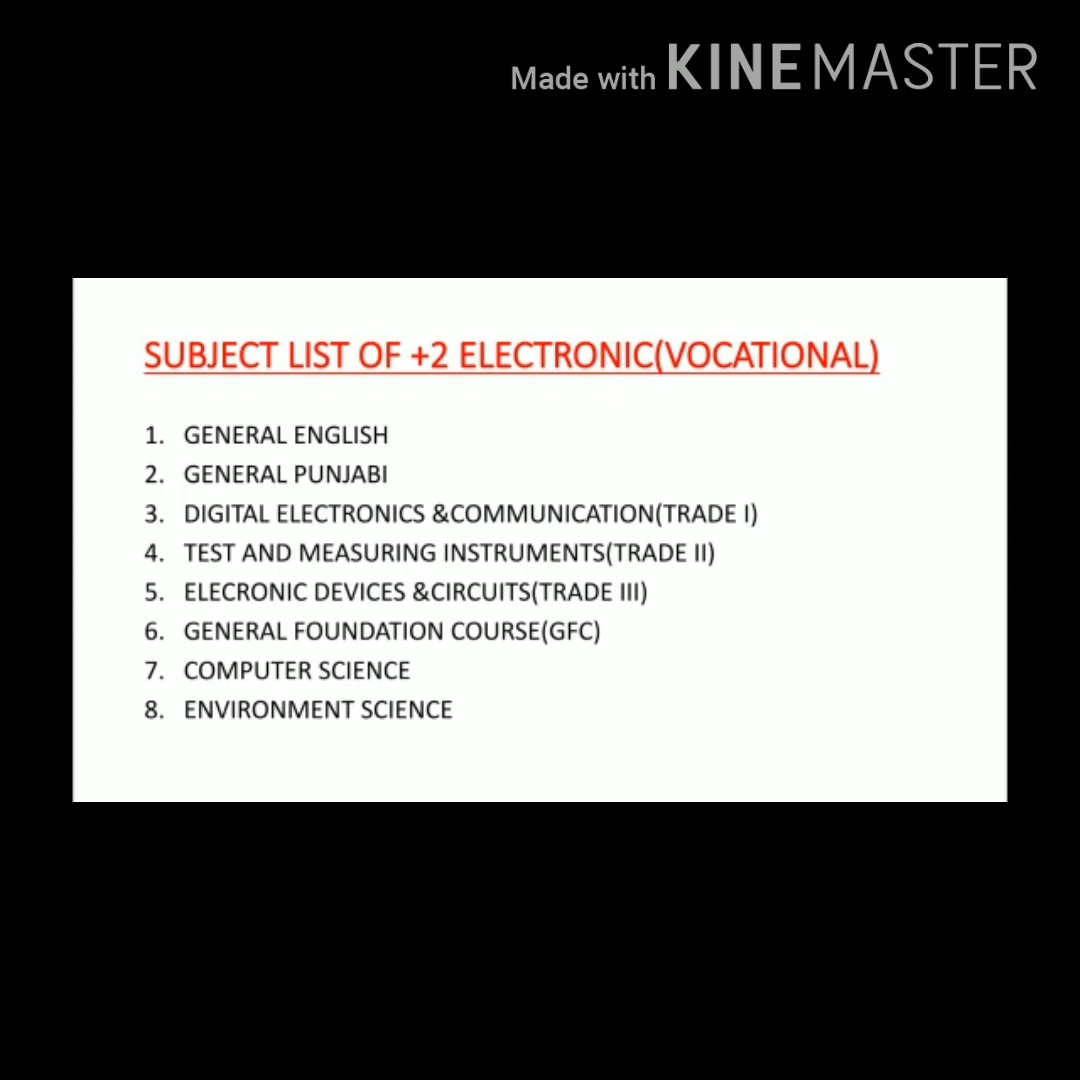 Made with KINEMASTER
SUBJECT LIST OF +2 ELECTRONIC(VOCATIONAL)
1. GENERAL ENGLISH
2. GENERAL PUNJABI
3. DIGITAL ELECTRONICS &COMMUNICATION(TRADE I)
4. TEST AND MEASURING INSTRUMENTS(TRADE II)
5. ELECRONIC DEVICES &CIRCUITS(TRADE III)
6. GENERAL FOUNDATION COURSE(GFC)
7. COMPUTER SCIENCE
8. ENVIRONMENT SCIENCE